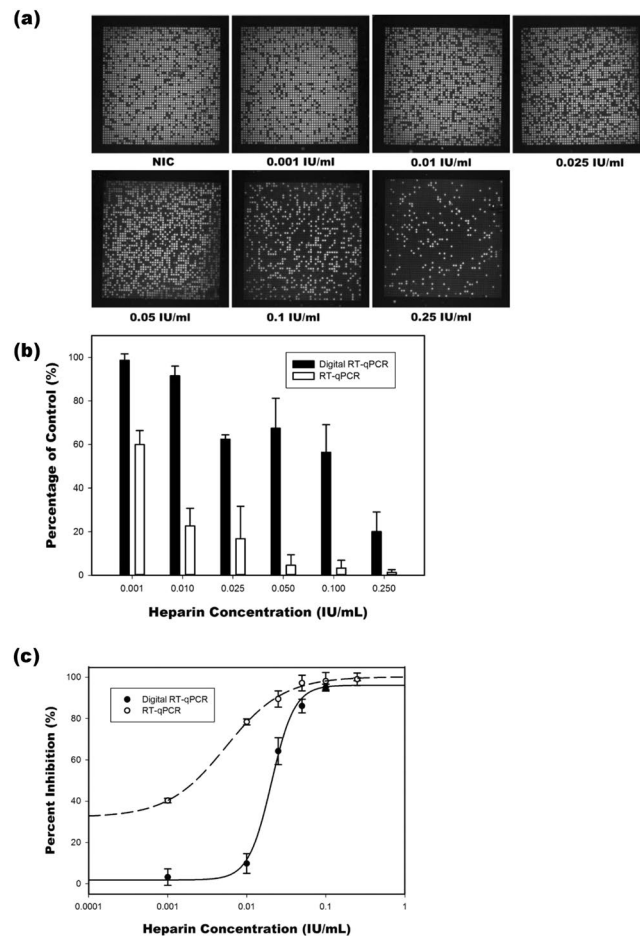 (a)
NIC 0.001 IU/ml 0.01 IU/ml 0.025 IU/ml
0.05 IU/ml 0.1 IU/ml 0.25 IU/ml
(b)
Percentage of Control (%)
100
80
60
40
20
0
Digital RT-qPCR
RT-qPCR
0.001 0.010 0.025 0.050 0.100 0.250
Heparin Concentration (IU/mL)
(c)
Percent Inhibition (%)
100
80
60
40
20
0
Digital RT-qPCR
RT-qPCR
0.0001 0.001 0.01 0.1 1
Heparin Concentration (IU/mL)